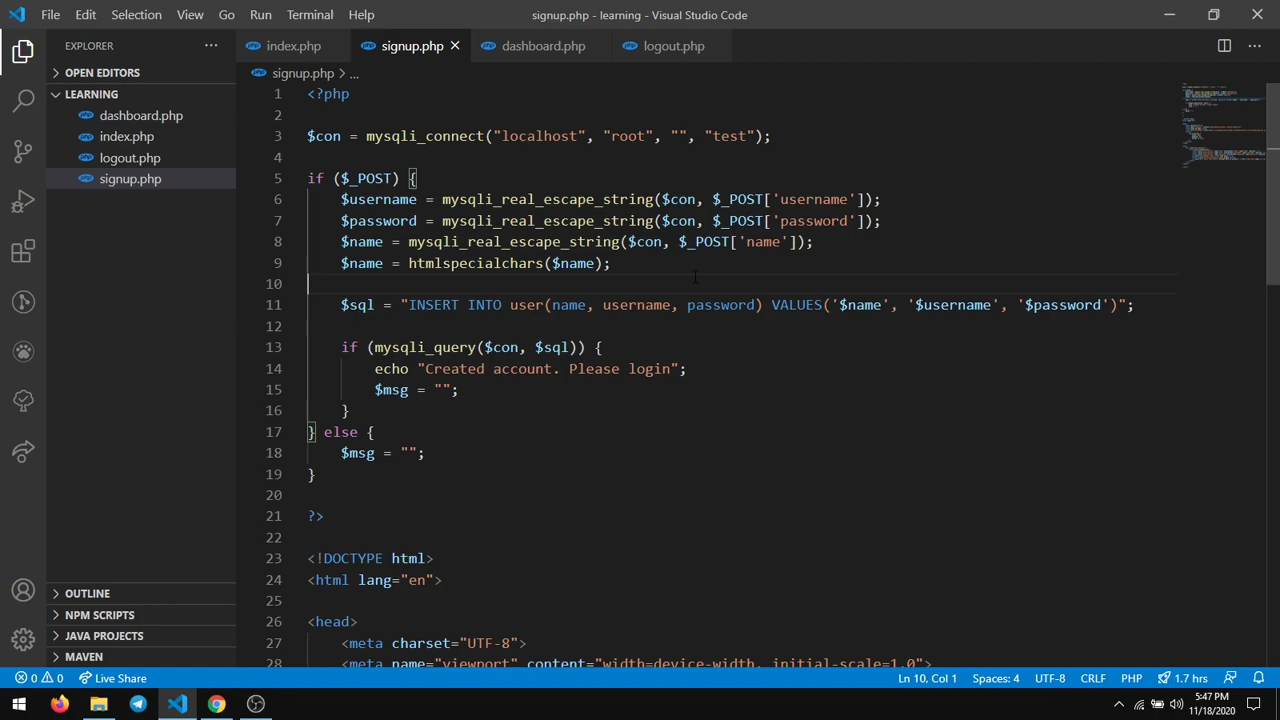 File Edit Selection View Go Run Terminal Help signup.php - learning - Visual Studio Code
EXPLORER
index.php signup.php dashboard.php logout.php
OPEN EDITORS
LEARNING
dashboard.php
index.php
logout.php
signup.php
signup.php > ...
1 <?php
2
3 $con = mysqli_connect("localhost", "root", "", "test");
4
5 if ($_POST) {
6 $username = mysqli_real_escape_string($con, $_POST['username']);
7 $password = mysqli_real_escape_string($con, $_POST['password']);
8 $name = mysqli_real_escape_string($con, $_POST['name']);
9 $name = htmlspecialchars($name);
10
11 $sql = "INSERT INTO user(name, username, password) VALUES('$name', '$username', '$password')";
12
13 if (mysqli_query($con, $sql)) {
14 echo "Created account. Please login";
15 $msg = "";
16 }
17 } else {
18 $msg = "";
19 }
20
21 ?>
22
23 <!DOCTYPE html>
24 <html lang="en">
25
26 <head>
27 <meta charset="UTF-8">
28 <meta name="viewport" content="width=device-width, initial-scale=1.0">
OUTLINE
NPM SCRIPTS
JAVA PROJECTS
MAVEN
0 0 Live Share Ln 10, Col 1 Spaces: 4 UTF-8 CRLF PHP 1.7 hrs
5:47 PM
11/18/2020